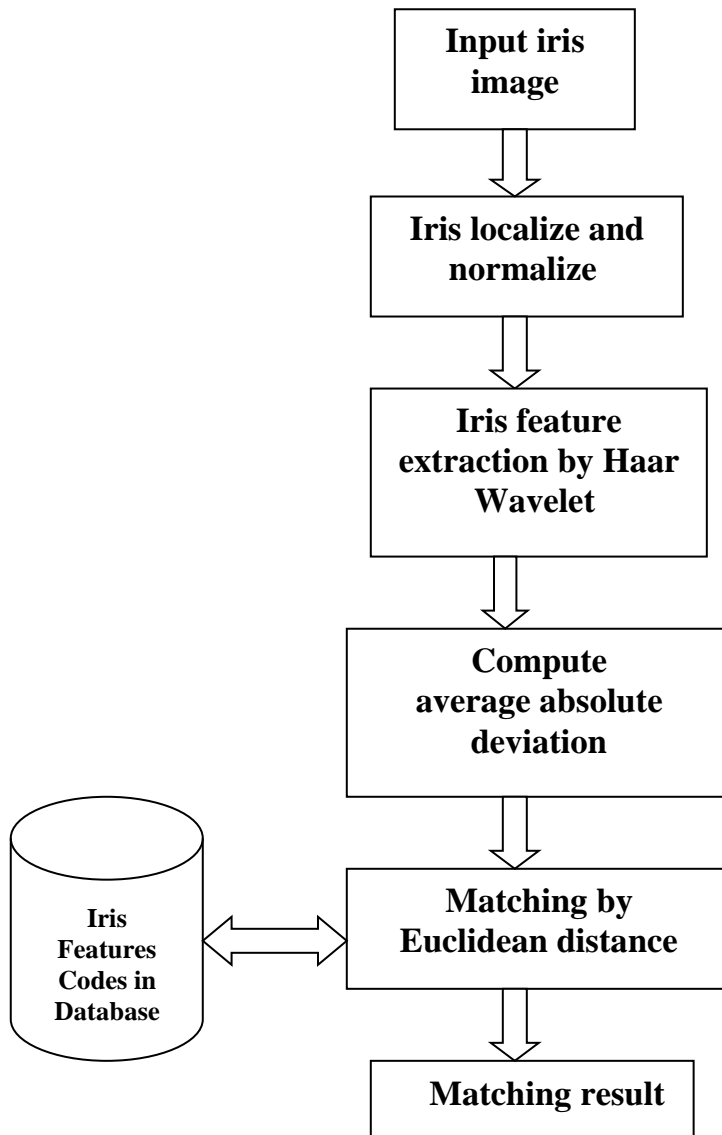 Input iris
image
Iris localize and
normalize
Iris feature
extraction by Haar
Wavelet
Compute
average absolute
deviation
Iris
Features
Codes in
Database
Matching by
Euclidean distance
Matching result